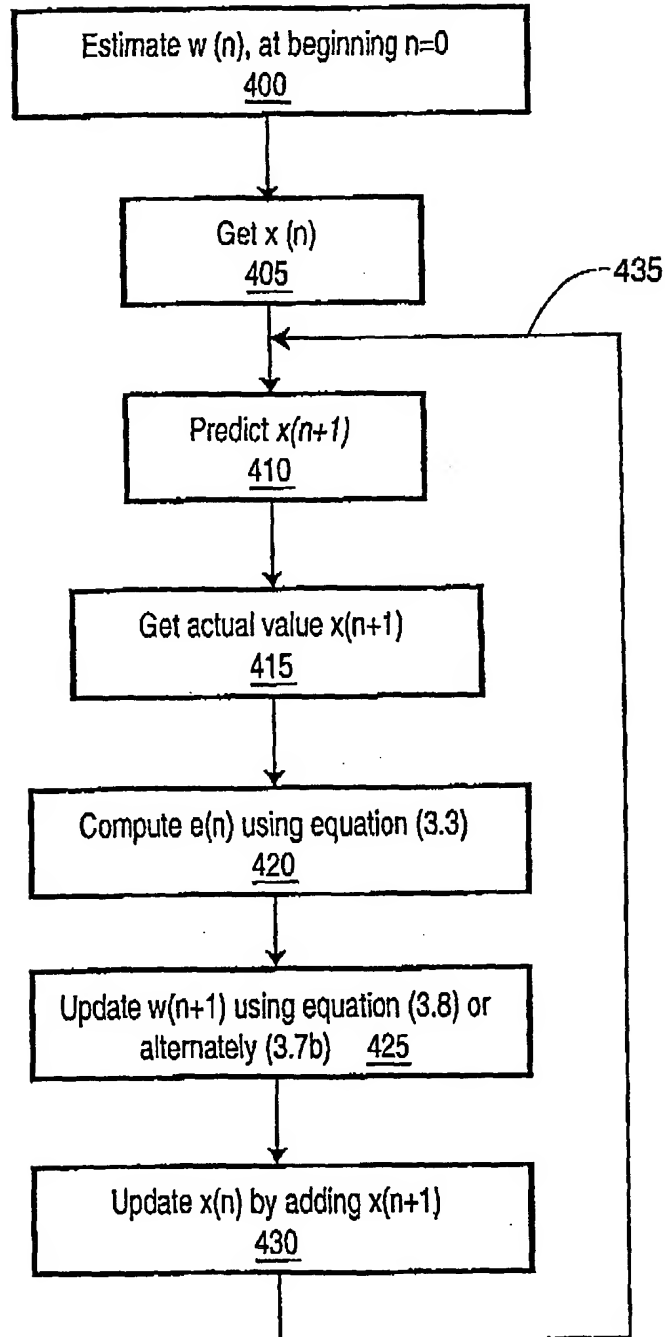 Estimate w (n), at beginning n=0
400
Get x (n)
405
435
Predict x(n+1)
410
Get actual value x(n+1)
415
Compute e(n) using equation (3.3)
420
Update w(n+1) using equation (3.8) or
alternately (3.7b) 425
Update x(n) by adding x(n+1)
430